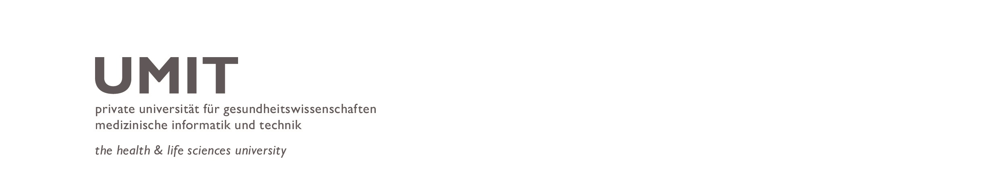 UMIT
private universität für gesundheitswissenschaften
medizinische informatik und technik
the health & life sciences university